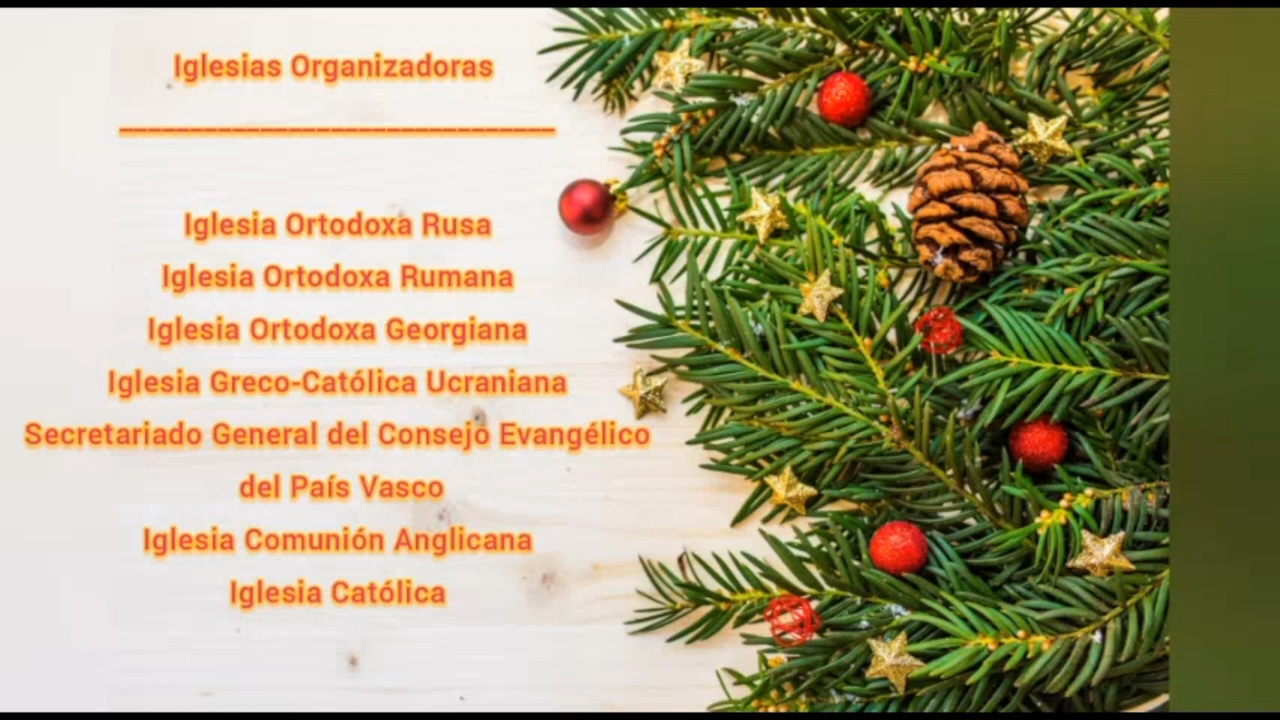 Iglesias Organizadoras
Iglesia Ortodoxa Rusa
Iglesia Ortodoxa Rumana
Iglesia Ortodoxa Georgiana
Iglesia Greco-Católica Ucraniana
Secretariado General del Consejo Evangélico
del País Vasco
Iglesia Comunión Anglicana
Iglesia Católica